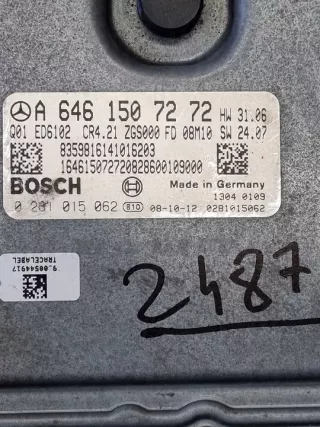 A 646 150 72 72 HW 31.06
Q01 ED6102 CR4.21 ZGS000 FD 08M10 SW 24.07
8359816141016203
164615072720828600109000
BOSCH Made in Germany
1304 0109
0 281 015 062 810 08-10-12 0281015062
9.00544917
TRACELABEL
2487